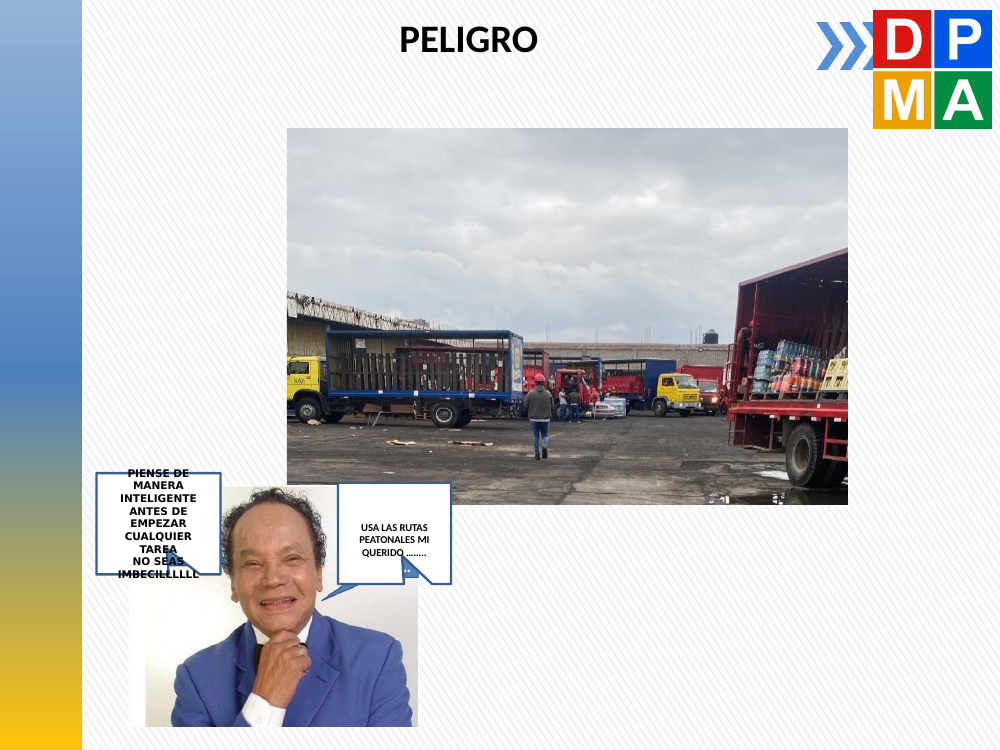 PELIGRO
D P
M A
PIENSE DE
MANERA
INTELIGENTE
ANTES DE
EMPEZAR
CUALQUIER
TAREA
NO SEAS
IMBECILLLLLL
USA LAS RUTAS
PEATONALES MI
QUERIDO ……..
..